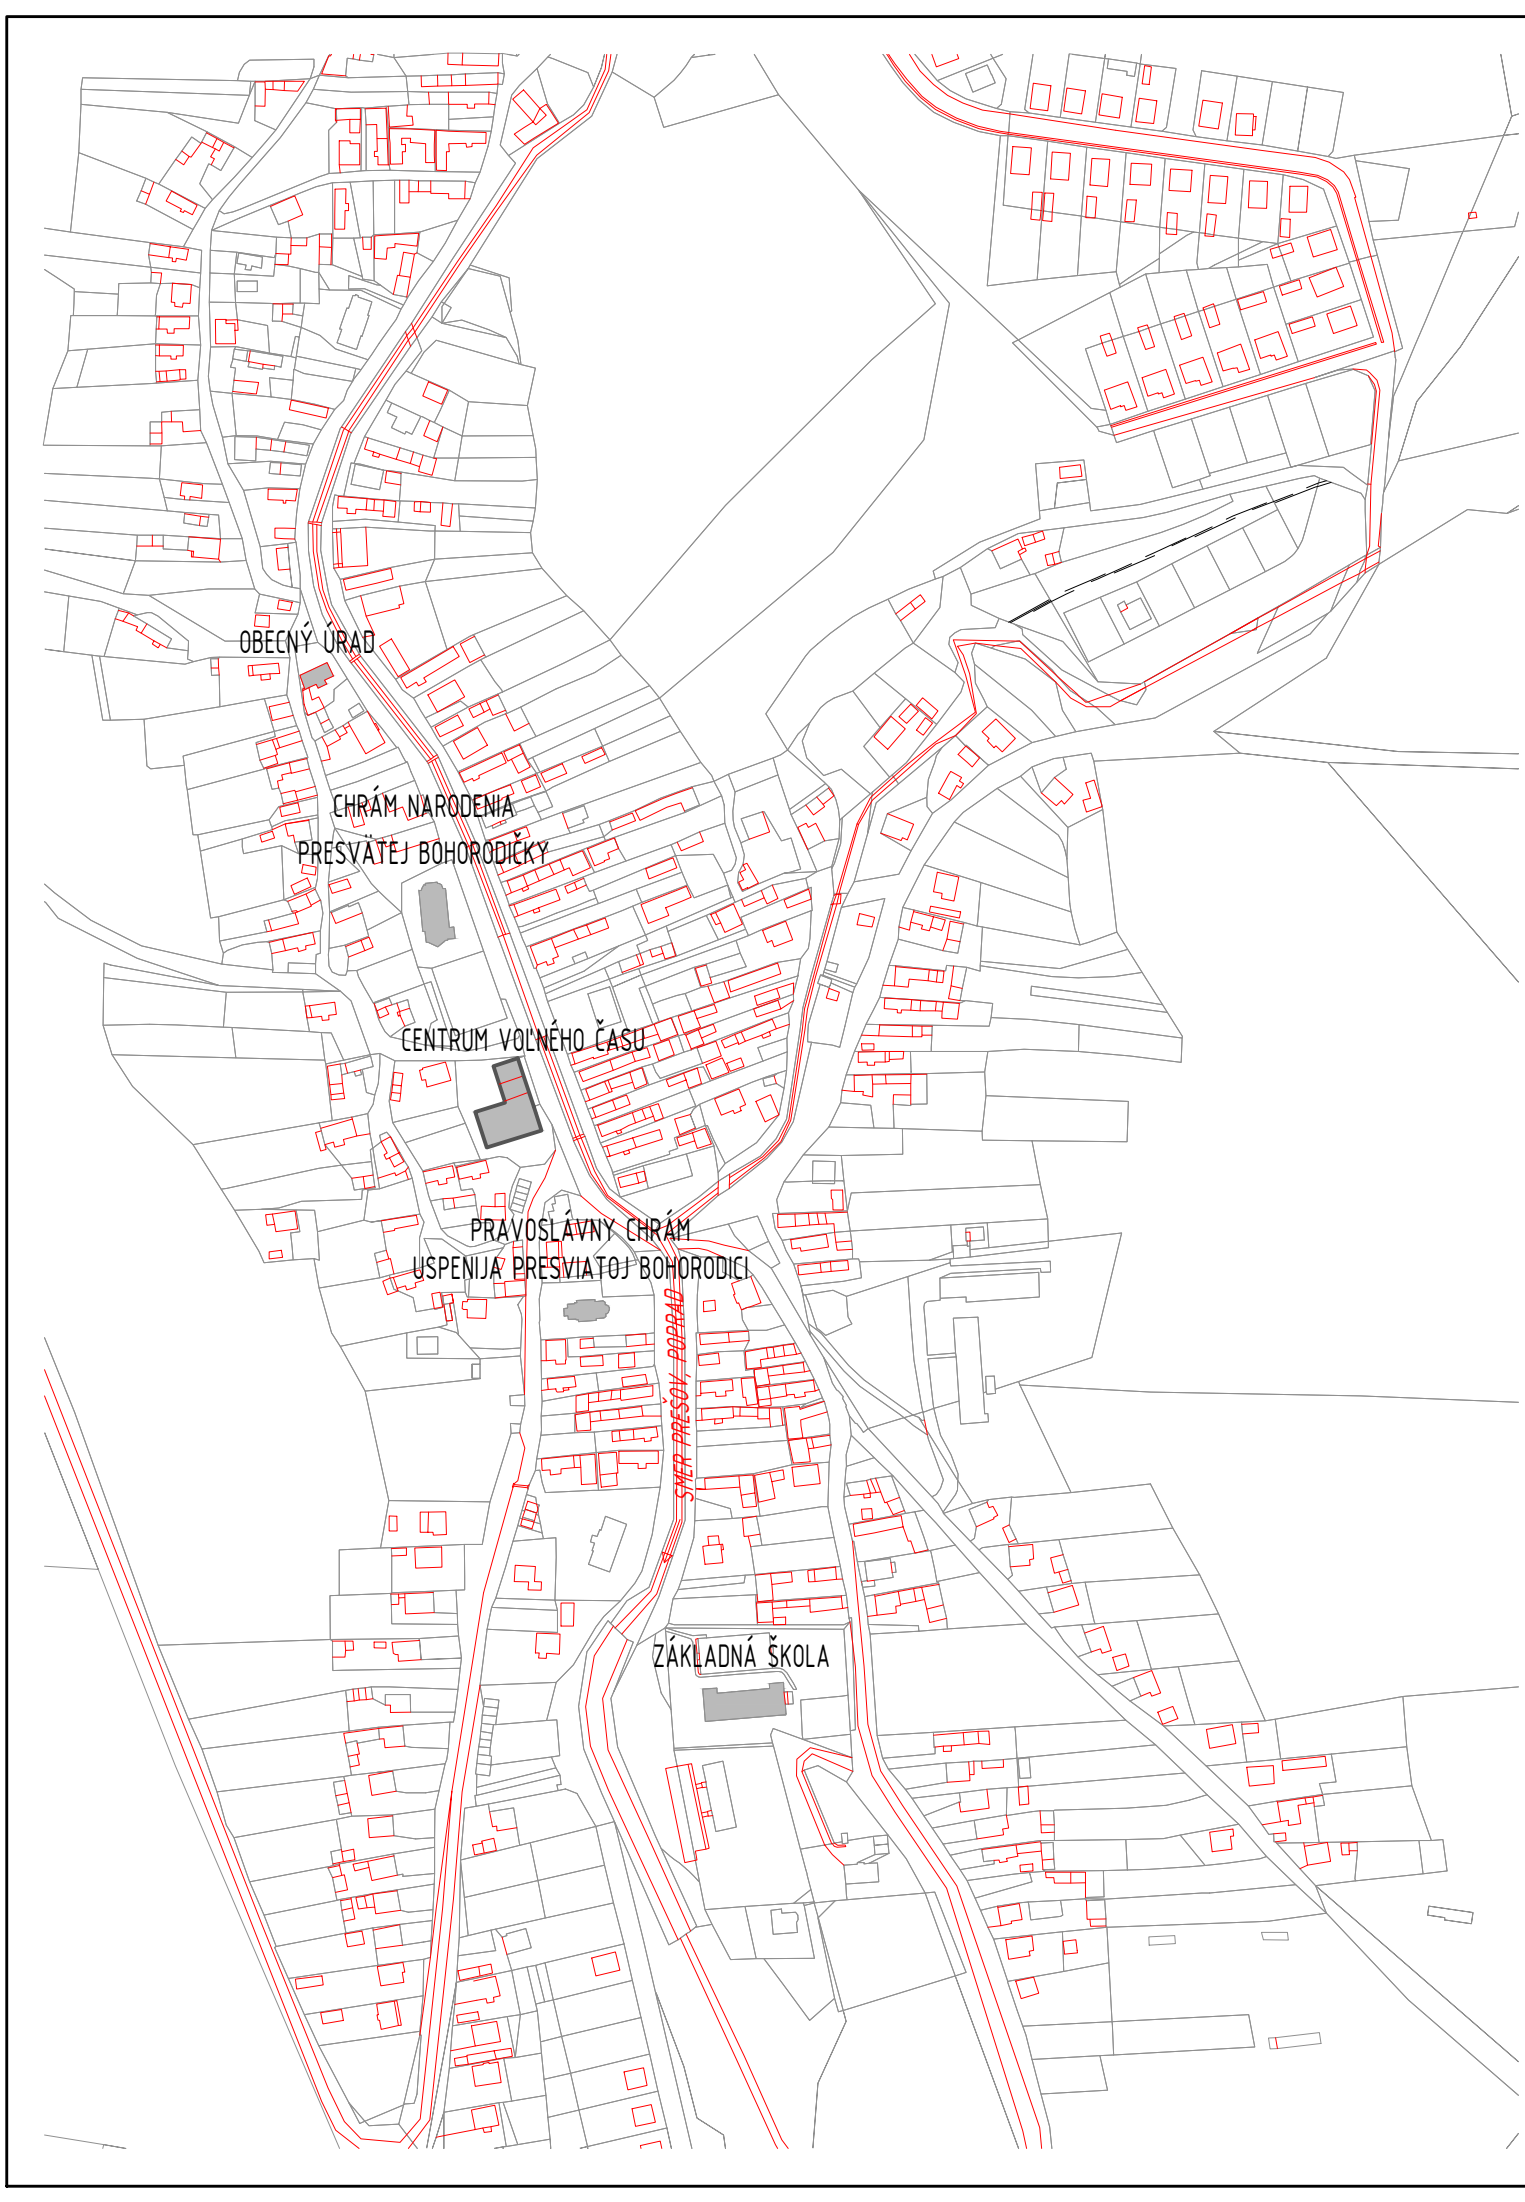 OBECNÝ ÚRAD
CHRÁM NARODENIA
PRESVÄTEJ BOHORODIČKY
CENTRUM VOĽNÉHO ČASU
PRAVOSLÁVNY CHRÁM
USPENIJA PRESVIATOJ BOHORODICI
SMER PREŠOV, POPRAD
ZÁKLADNÁ ŠKOLA